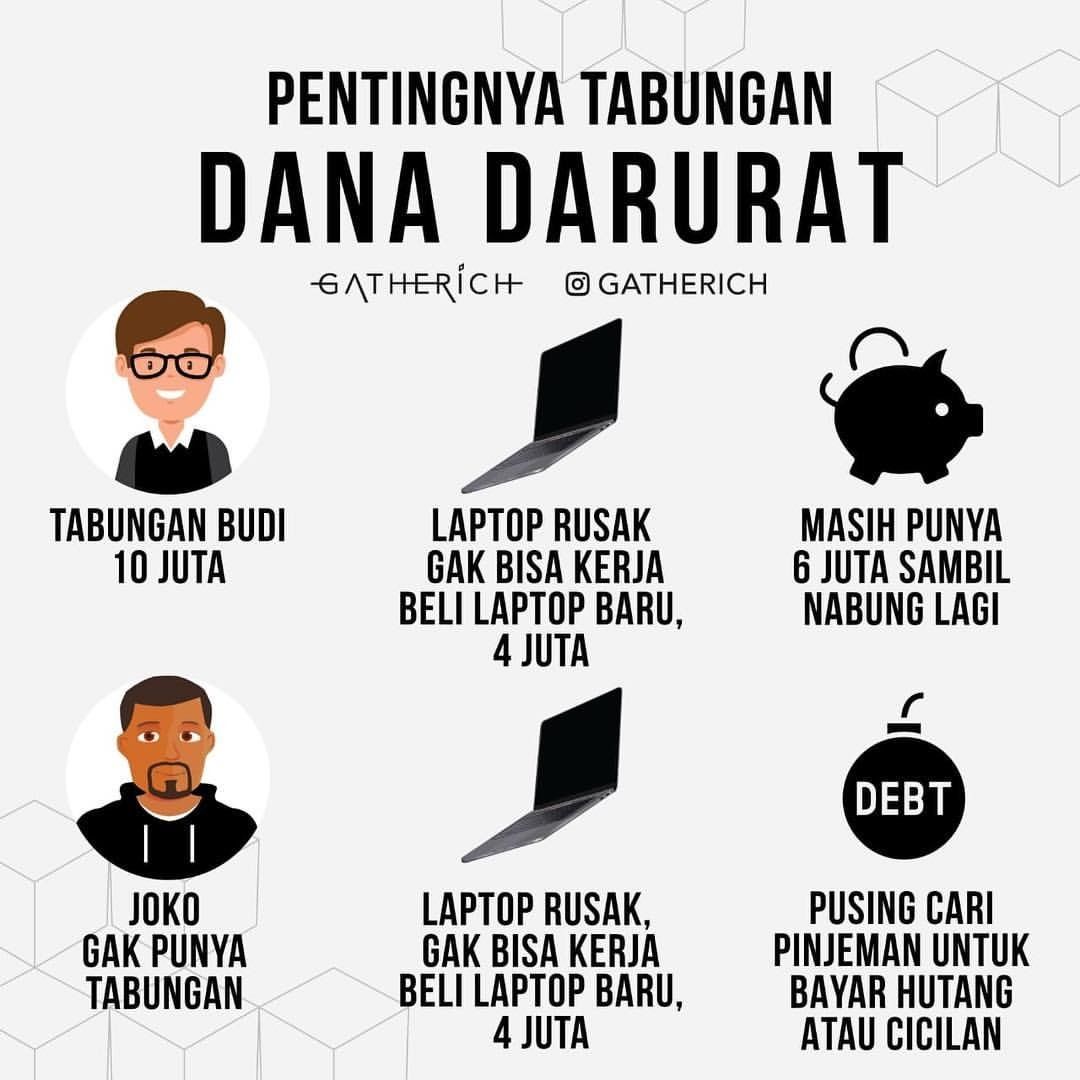 PENTINGNYA TABUNGAN
DANA DARURAT
GATHERICH
GATHERICH
TABUNGAN BUDI
10 JUTA
LAPTOP RUSAK
GAK BISA KERJA
BELI LAPTOP BARU,
4 JUTA
MASIH PUNYA
6 JUTA SAMBIL
NABUNG LAGI
JOKO
GAK PUNYA
TABUNGAN
LAPTOP RUSAK,
GAK BISA KERJA
BELI LAPTOP BARU,
4 JUTA
DEBT
PUSING CARI
PINJEMAN UNTUK
BAYAR HUTANG
ATAU CICILAN